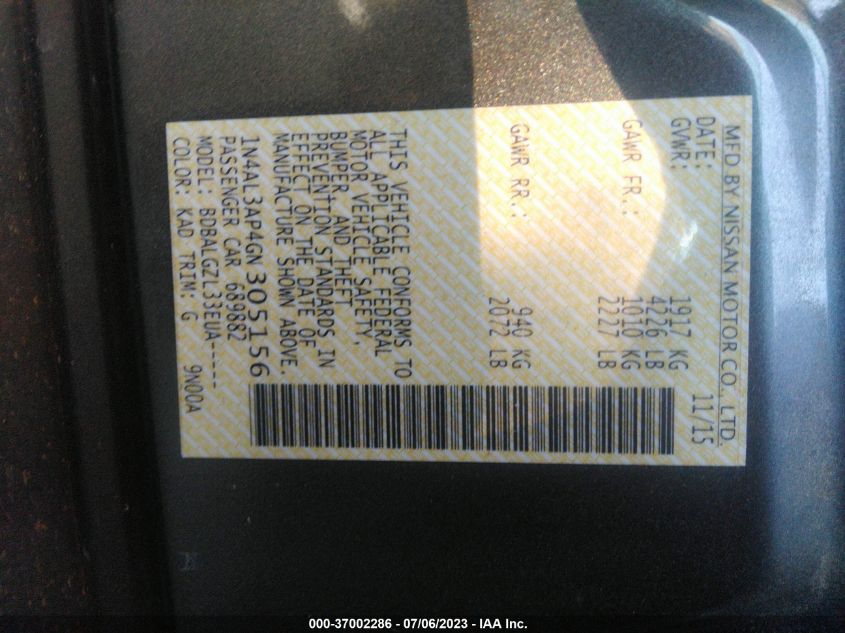 MFD BY NISSAN MOTOR CO., LTD.
DATE: 11/15
GVWR: 1917 KG
4226 LB
GAWR FR.: 1010 KG
2227 LB
GAWR RR.: 940 KG
2072 LB
THIS VEHICLE CONFORMS TO
ALL APPLICABLE FEDERAL
MOTOR VEHICLE SAFETY,
BUMPER AND THEFT
PREVENTION STANDARDS IN
EFFECT ON THE DATE OF
MANUFACTURE SHOWN ABOVE.
1N4AL3AP4GN305156
PASSENGER CAR 689882
MODEL: BDBALGZL33EUA-----
COLOR: KAD TRIM: G 9N00A
000-37002286 - 07/06/2023 - IAA Inc.